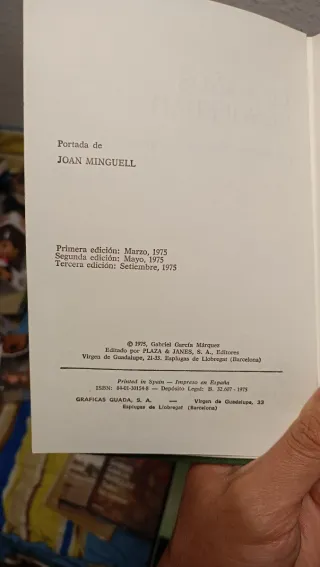 Portada de
JOAN MINGUELL
Primera edición: Marzo, 1975
Segunda edición: Mayo, 1975
Tercera edición: Setiembre, 1975
© 1975, Gabriel García Márquez
Editado por PLAZA & JANES, S. A., Editores
Virgen de Guadalupe, 21-33. Esplugas de Llobregat (Barcelona)
Printed in Spain — Impreso en España
ISBN: — Depósito Legal: B. 32.607 - 1975
GRAFICAS GUADA, S. A. — Virgen de Guadalupe, 33
Esplugas de Llobregat (Barcelona)